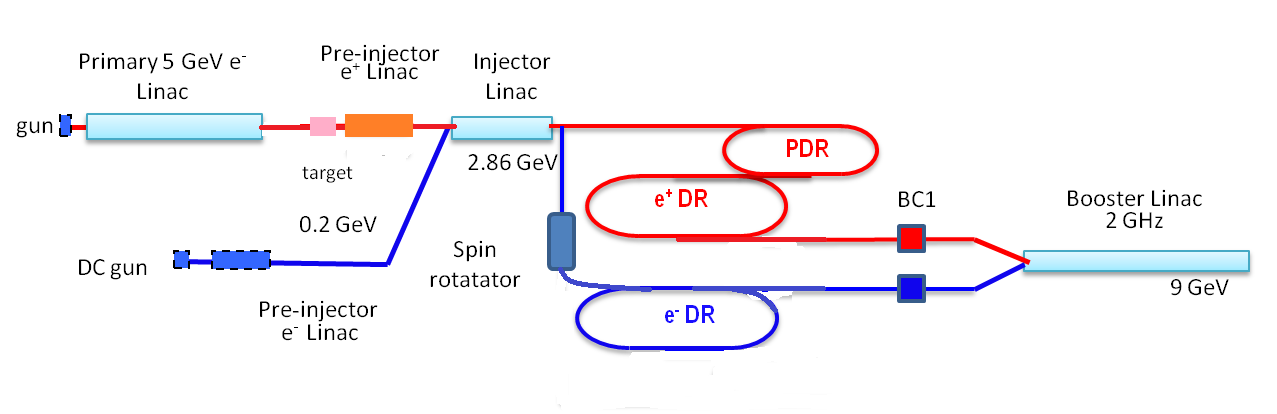 Primary 5 GeV e-
Linac
Pre-injector
e+ Linac
Injector
Linac
gun
2.86 GeV
target
PDR
e+ DR
BC1
Booster Linac
2 GHz
9 GeV
0.2 GeV
DC gun
Pre-injector
e- Linac
Spin
rotatator
e- DR